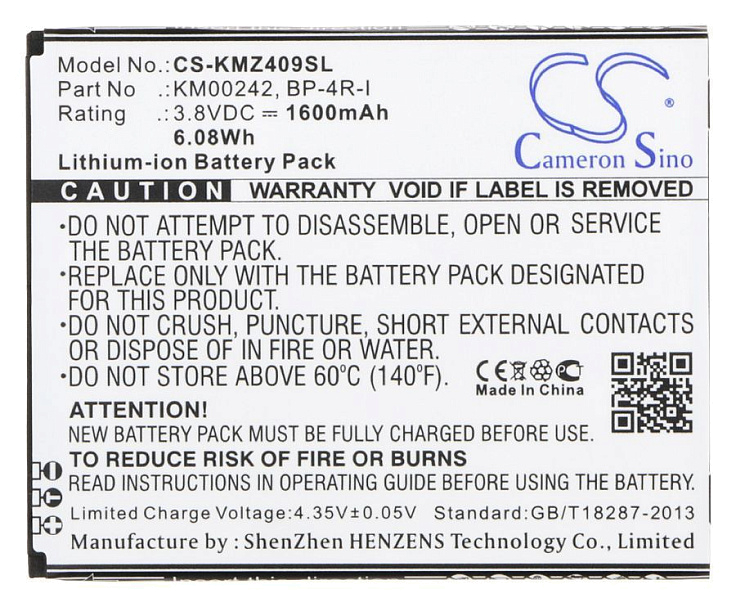 Model No.:CS-KMZ409SL
Part No .:KM00242, BP-4R-I
Rating .:3.8VDC ⎓ 1600mAh
6.08Wh
Lithium-ion Battery Pack
Cameron Sino ®
CAUTION WARRANTY VOID IF LABEL IS REMOVED
•DO NOT ATTEMPT TO DISASSEMBLE, OPEN OR SERVICE
THE BATTERY PACK.
•REPLACE ONLY WITH THE BATTERY PACK DESIGNATED
FOR THIS PRODUCT.
•DO NOT CRUSH, PUNCTURE, SHORT EXTERNAL CONTACTS
OR DISPOSE OF IN FIRE OR WATER.
•DO NOT STORE ABOVE 60°C (140°F).
CE
Made In China
ATTENTION!
NEW BATTERY PACK MUST BE FULLY CHARGED BEFORE USE.
TO REDUCE RISK OF FIRE OR BURNS
READ INSTRUCTIONS IN OPERATING GUIDE BEFORE USING THE BATTERY.
Limited Charge Voltage:4.35V±0.05V Standard:GB/T18287-2013
Manufacture by : ShenZhen HENZENS Technology Co., Limited